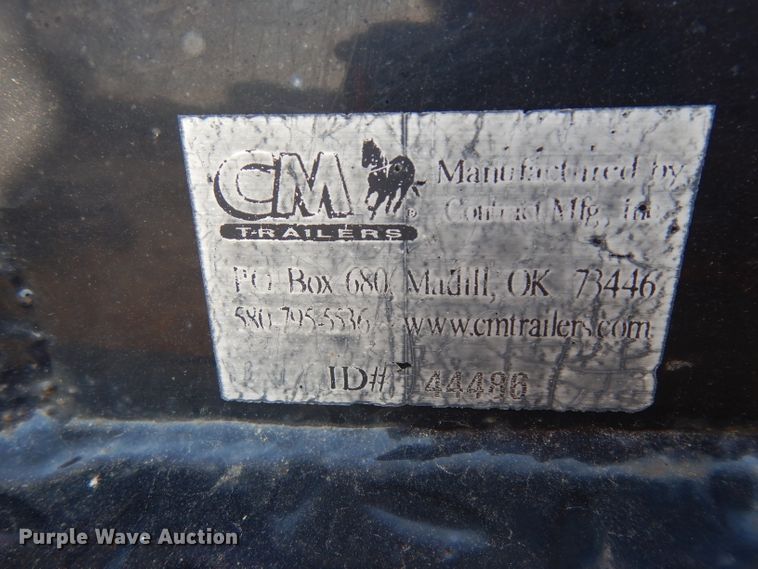 CM
TRAILERS
®
Manufactured by
Contract Mfg., Inc.
P.O. Box 680, Madill, OK 73446
580-795-5536 www.cmtrailers.com
ID# 44486
Purple Wave Auction®